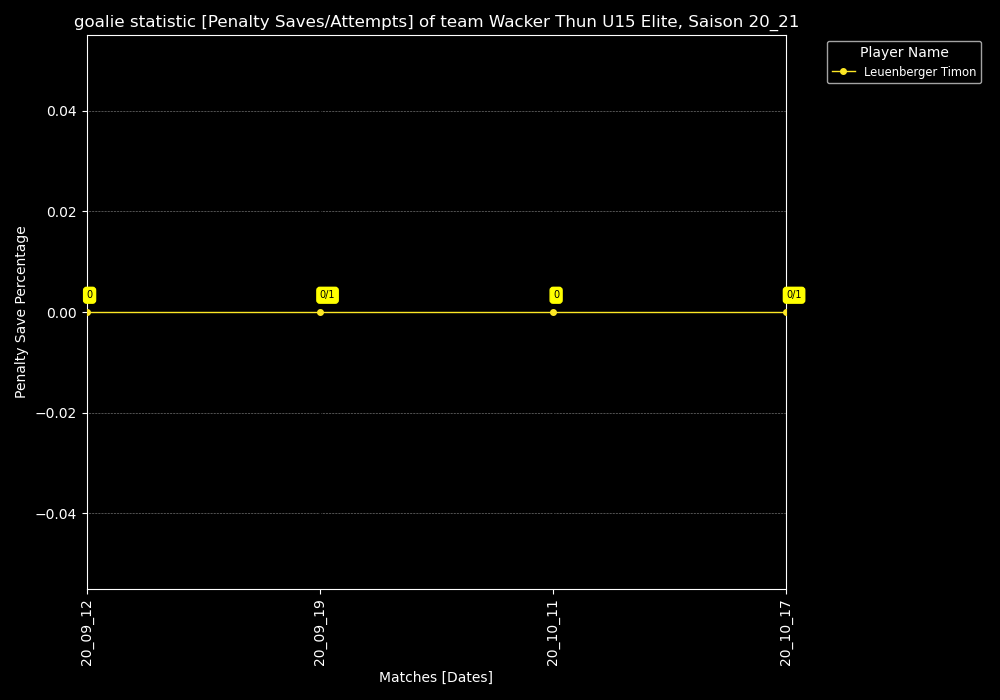 goalie statistic [Penalty Saves/Attempts] of team Wacker Thun U15 Elite, Saison 20_21
Player Name
Leuenberger Timon
Penalty Save Percentage
0.04
0.02
0.00
−0.02
−0.04
0
0/1
0
0/1
20_09_12
20_09_19
20_10_11
20_10_17
Matches [Dates]